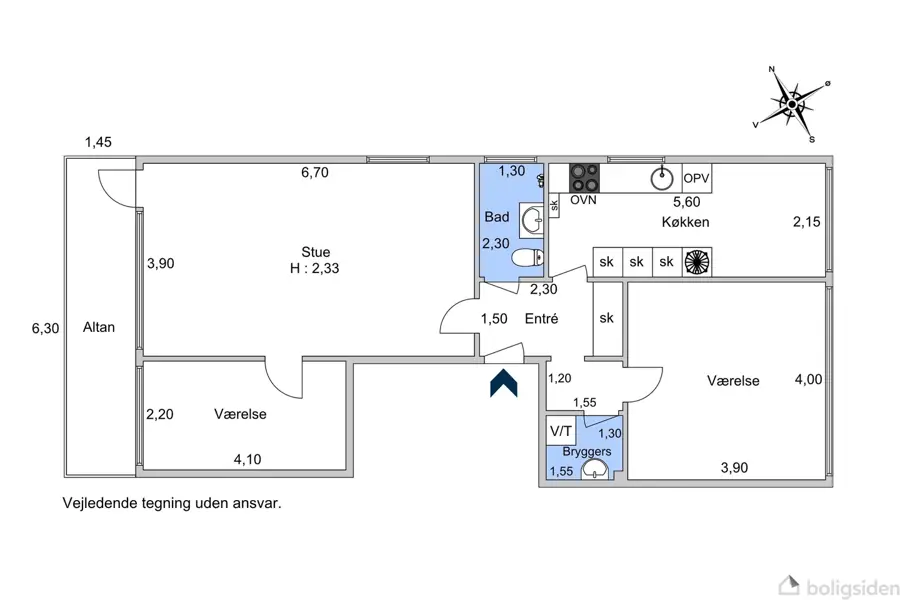 N
Ø
V
S
1,45
6,70
1,30
OVN
OPV
sk
5,60
Køkken
2,15
Bad
2,30
Stue
H : 2,33
3,90
sk
sk
sk
2,30
1,50
Entré
sk
6,30
Altan
Værelse
4,00
1,20
1,55
2,20
Værelse
4,10
V/T
1,30
Bryggers
1,55
3,90
Vejledende tegning uden ansvar.
boligsiden